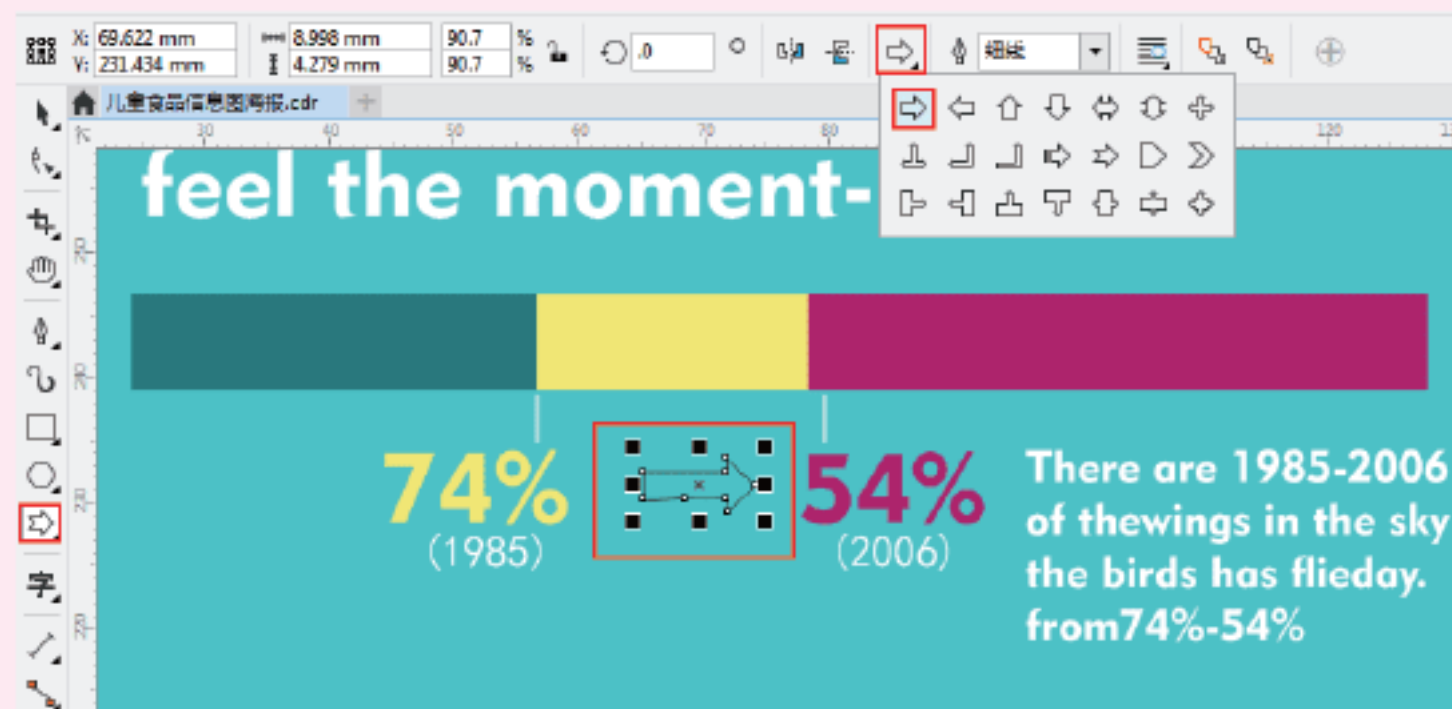 X: 69.622 mm 8.998 mm 90.7 % .0 细线
Y: 231.434 mm 4.279 mm 90.7 %
儿童食品信息图海报.cdr
30 40 50 60 70 80 120
feel the moment-
74% 54%
(1985) (2006)
There are 1985-2006
of thewings in the sky
the birds has flieday.
from74%-54%
字